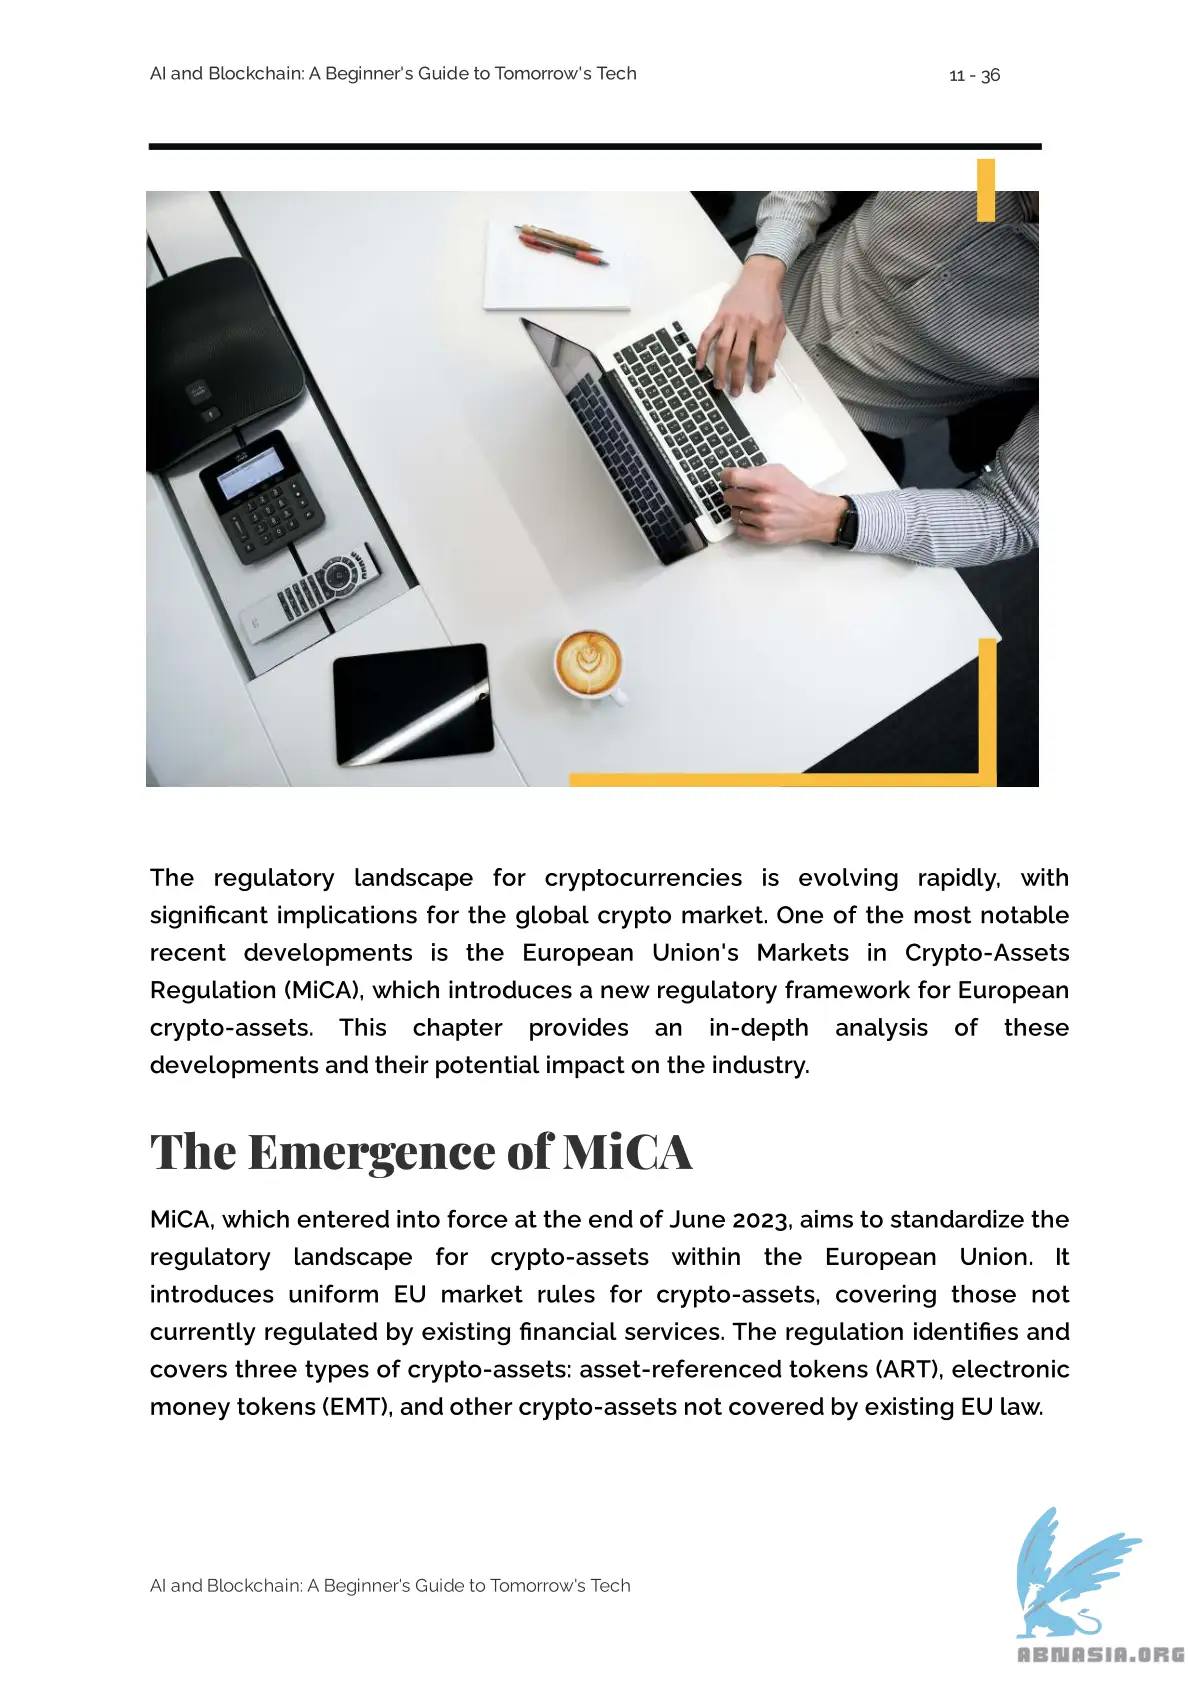 AI and Blockchain: A Beginner's Guide to Tomorrow's Tech
11 - 36
The regulatory landscape for cryptocurrencies is evolving rapidly, with
significant implications for the global crypto market. One of the most notable
recent developments is the European Union's Markets in Crypto-Assets
Regulation (MiCA), which introduces a new regulatory framework for European
crypto-assets. This chapter provides an in-depth analysis of these
developments and their potential impact on the industry.
The Emergence of MiCA
MiCA, which entered into force at the end of June 2023, aims to standardize the
regulatory landscape for crypto-assets within the European Union. It
introduces uniform EU market rules for crypto-assets, covering those not
currently regulated by existing financial services. The regulation identifies and
covers three types of crypto-assets: asset-referenced tokens (ART), electronic
money tokens (EMT), and other crypto-assets not covered by existing EU law.
AI and Blockchain: A Beginner's Guide to Tomorrow's Tech
ABNASIA.ORG